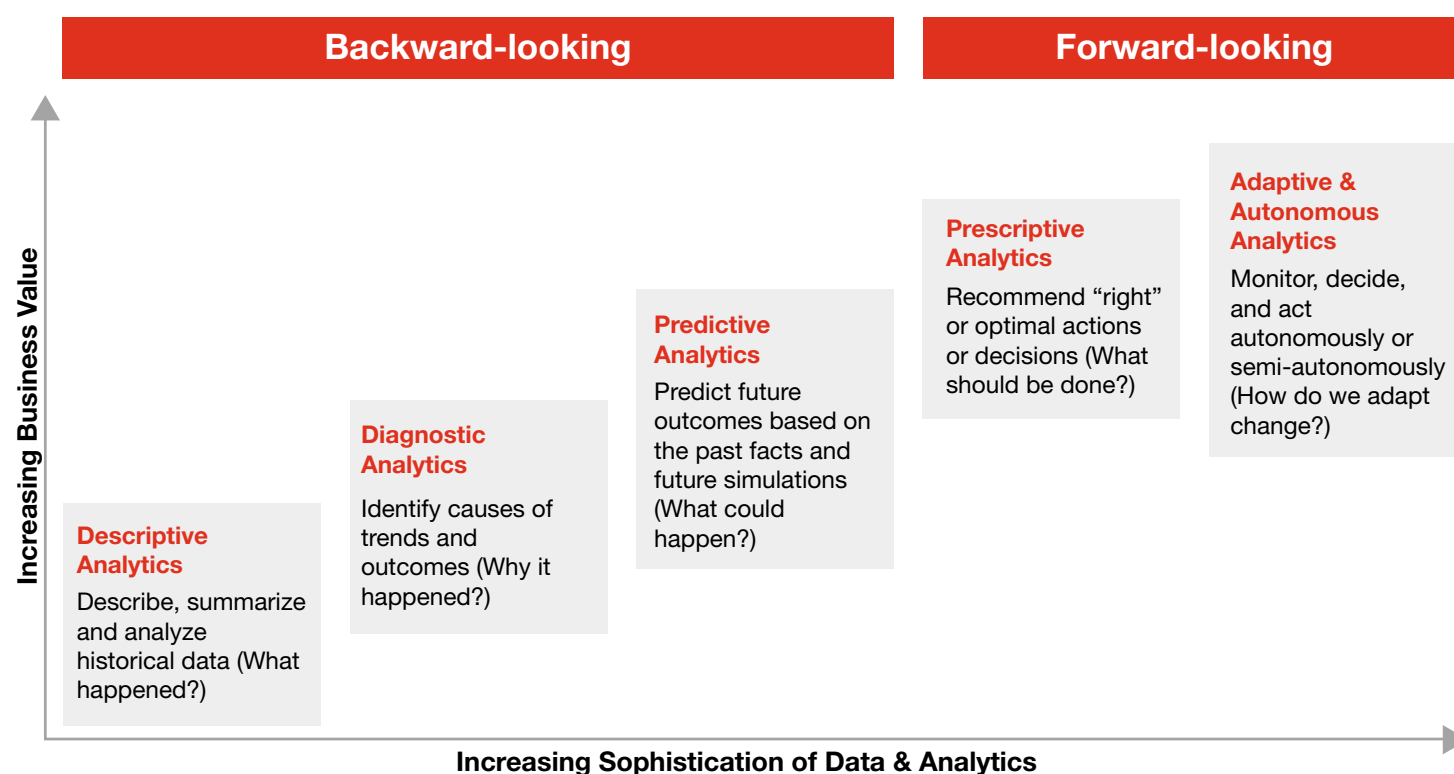 Backward-looking
Forward-looking
Increasing Business Value
Descriptive
Analytics
Describe, summarize
and analyze
historical data (What
happened?)
Diagnostic
Analytics
Identify causes of
trends and
outcomes (Why it
happened?)
Predictive
Analytics
Predict future
outcomes based on
the past facts and
future simulations
(What could
happen?)
Prescriptive
Analytics
Recommend “right”
or optimal actions
or decisions (What
should be done?)
Adaptive &
Autonomous
Analytics
Monitor, decide,
and act
autonomously or
semi-autonomously
(How do we adapt
change?)
Increasing Sophistication of Data & Analytics